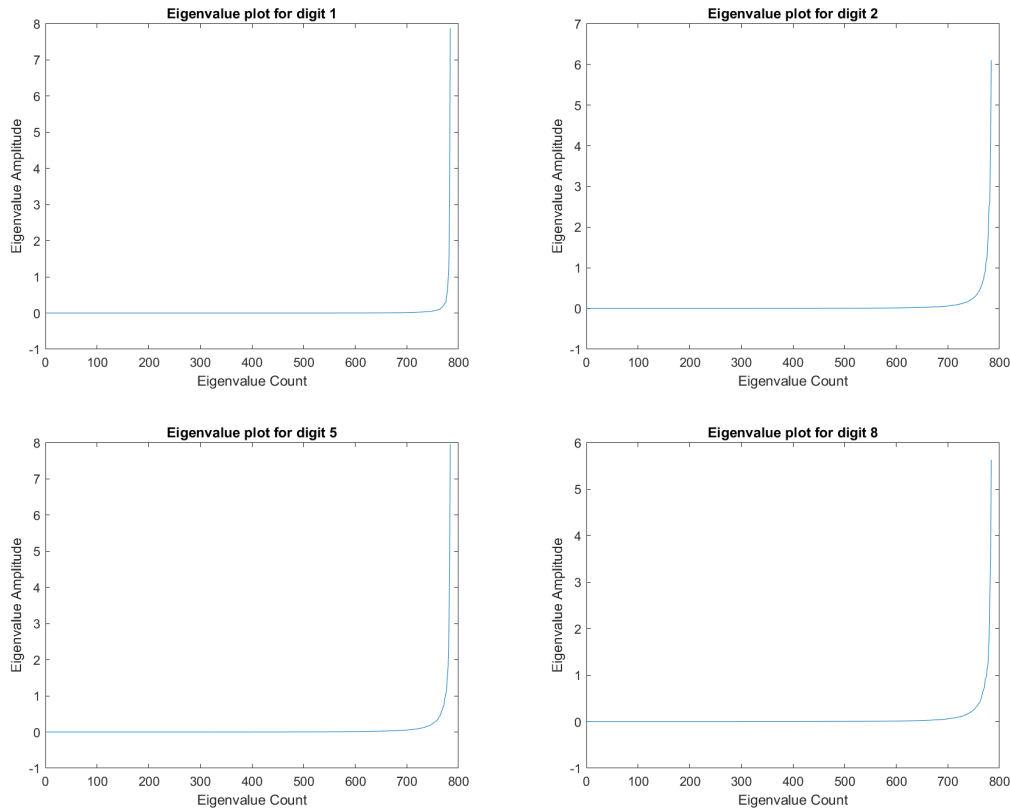 Eigenvalue plot for digit 1
8
7
6
5
4
3
2
1
0
-1
0 100 200 300 400 500 600 700 800
Eigenvalue Amplitude
Eigenvalue Count
Eigenvalue plot for digit 2
7
6
5
4
3
2
1
0
-1
0 100 200 300 400 500 600 700 800
Eigenvalue Amplitude
Eigenvalue Count
Eigenvalue plot for digit 5
8
7
6
5
4
3
2
1
0
-1
0 100 200 300 400 500 600 700 800
Eigenvalue Amplitude
Eigenvalue Count
Eigenvalue plot for digit 8
6
5
4
3
2
1
0
-1
0 100 200 300 400 500 600 700 800
Eigenvalue Amplitude
Eigenvalue Count